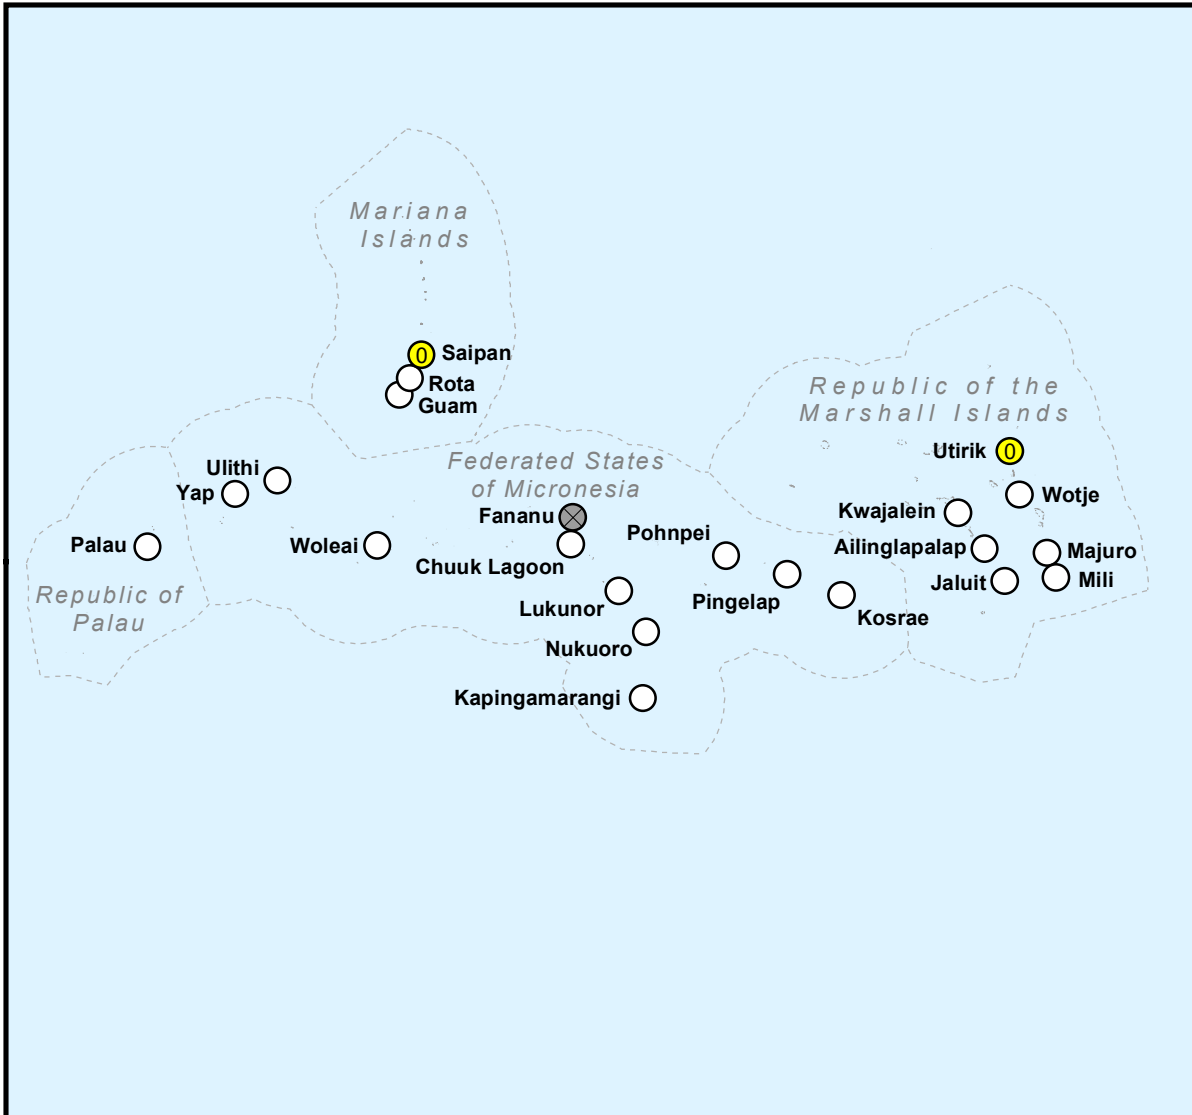 Mariana
Islands
0 Saipan
Rota
Guam
Republic of the
Marshall Islands
Utirik 0
Ulithi
Yap
Federated States
of Micronesia
Fananu
Wotje
Kwajalein
Palau
Woleai
Chuuk Lagoon
Pohnpei
Ailinglapalap
Majuro
Republic of
Palau
Lukunor
Pingelap
Jaluit
Mili
Kosrae
Nukuoro
Kapingamarangi